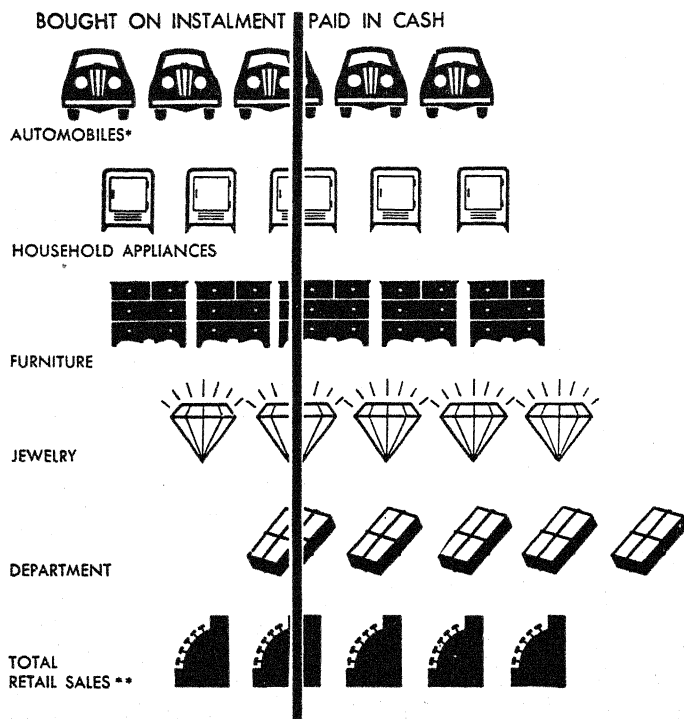 BOUGHT ON INSTALMENT PAID IN CASH
AUTOMOBILES*
HOUSEHOLD APPLIANCES
FURNITURE
JEWELRY
DEPARTMENT
TOTAL
RETAIL SALES **